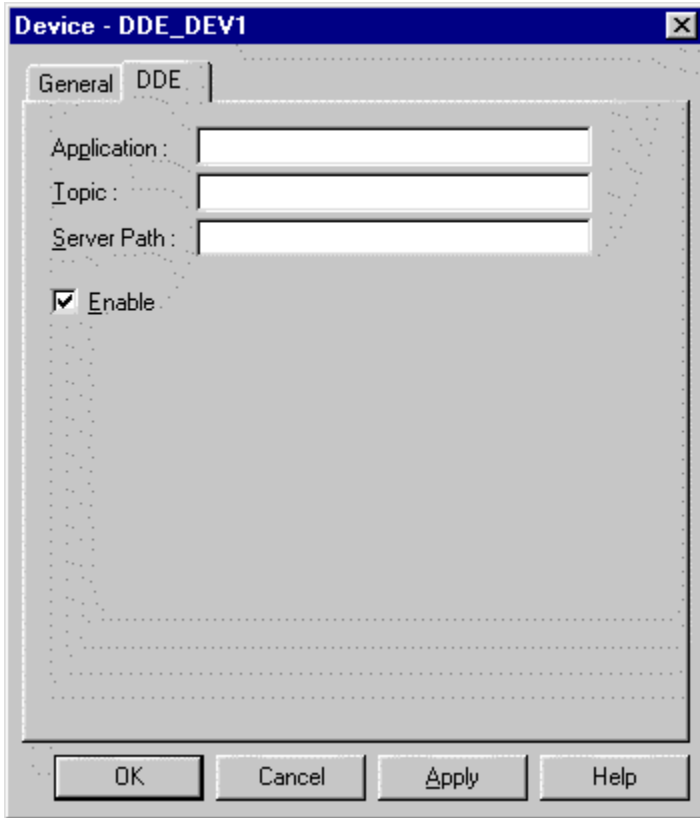 Device - DDE_DEV1
General DDE
Application :
Topic :
Server Path :
Enable
OK Cancel Apply Help